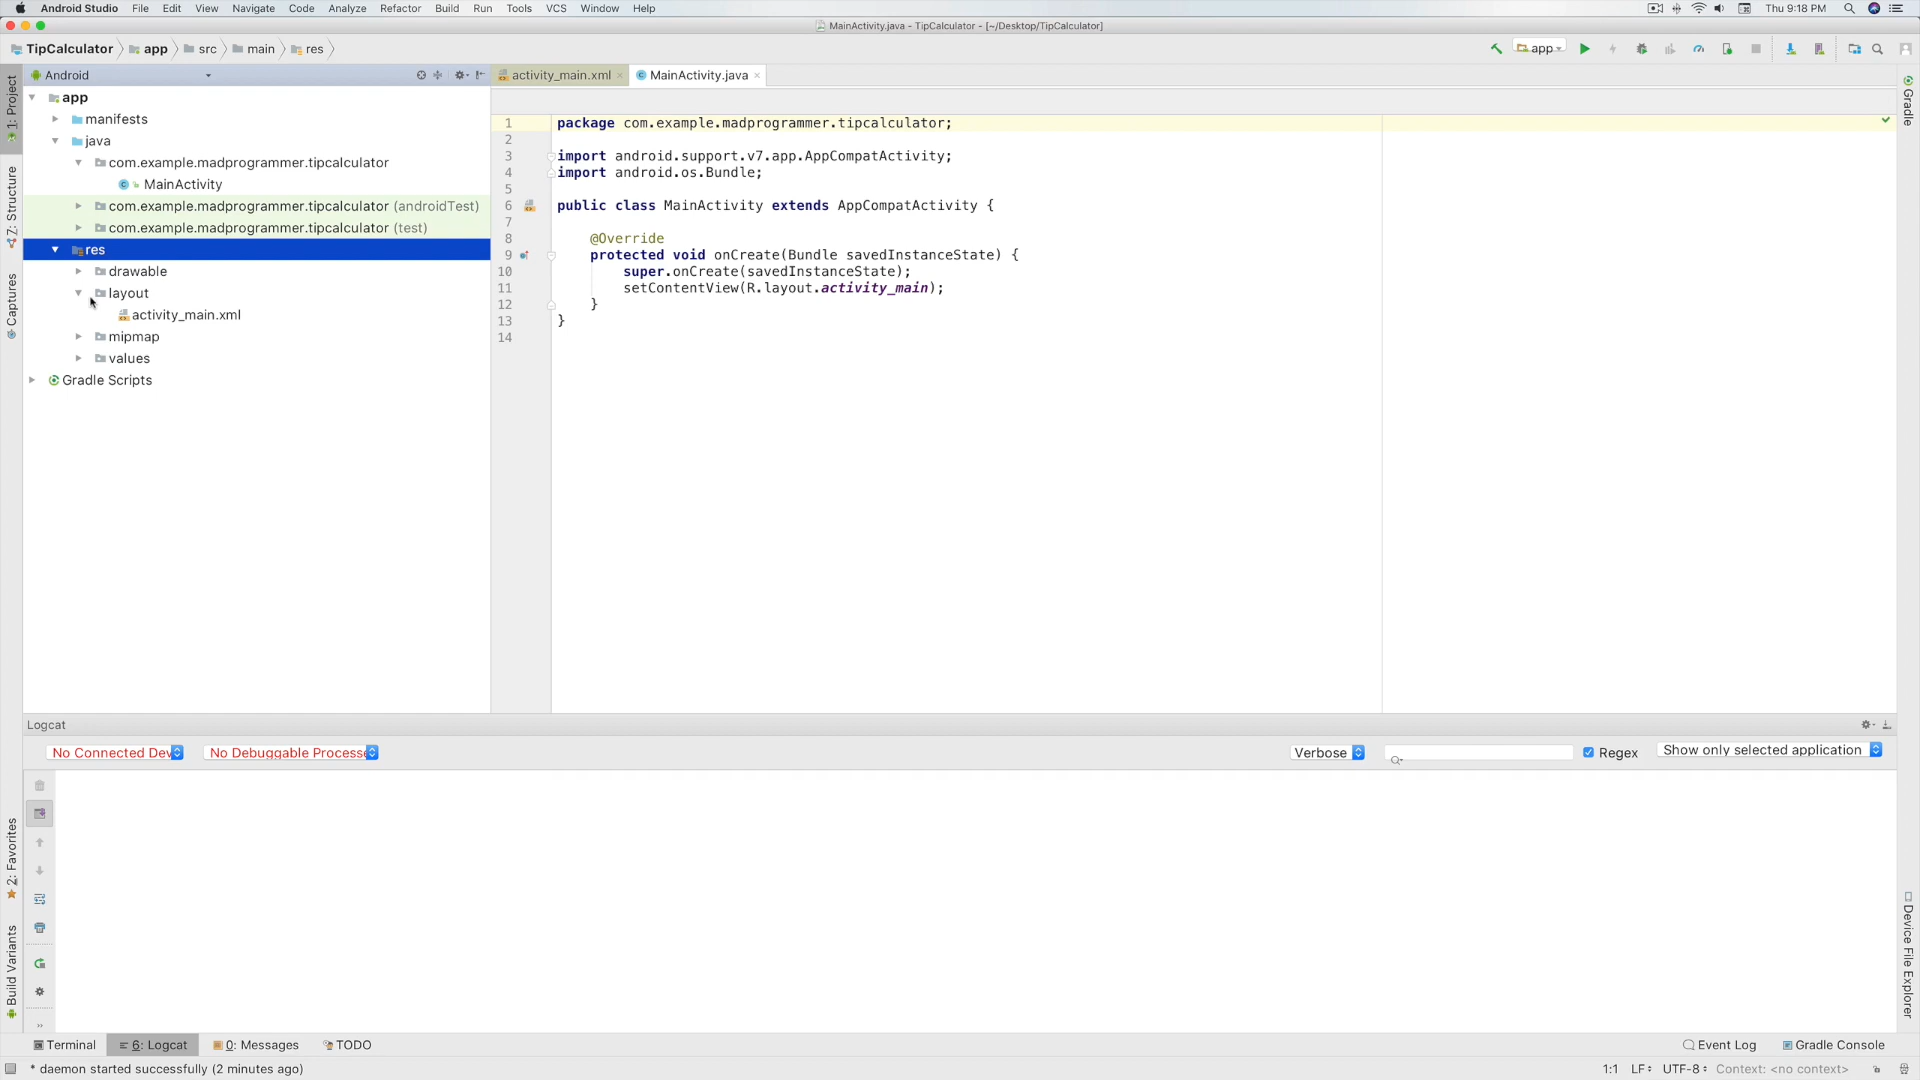 Android Studio File Edit View Navigate Code Analyze Refactor Build Run Tools VCS Window Help Thu 9:18 PM
MainActivity.java - TipCalculator - [~/Desktop/TipCalculator]
TipCalculator app src main res app
Android activity_main.xml MainActivity.java
1: Project
Z: Structure
Captures
2: Favorites
Build Variants
Gradle
Device File Explorer
app
manifests
java
com.example.madprogrammer.tipcalculator
MainActivity
com.example.madprogrammer.tipcalculator (androidTest)
com.example.madprogrammer.tipcalculator (test)
res
drawable
layout
activity_main.xml
mipmap
values
Gradle Scripts
1 package com.example.madprogrammer.tipcalculator;
2
3 import android.support.v7.app.AppCompatActivity;
4 import android.os.Bundle;
5
6 public class MainActivity extends AppCompatActivity {
7
8 @Override
9 protected void onCreate(Bundle savedInstanceState) {
10 super.onCreate(savedInstanceState);
11 setContentView(R.layout.activity_main);
12 }
13 }
14
Logcat
No Connected Dev No Debuggable Processe Verbose Regex Show only selected application
Terminal 6: Logcat 0: Messages TODO Event Log Gradle Console
* daemon started successfully (2 minutes ago) 1:1 LF UTF-8 Context: <no context>